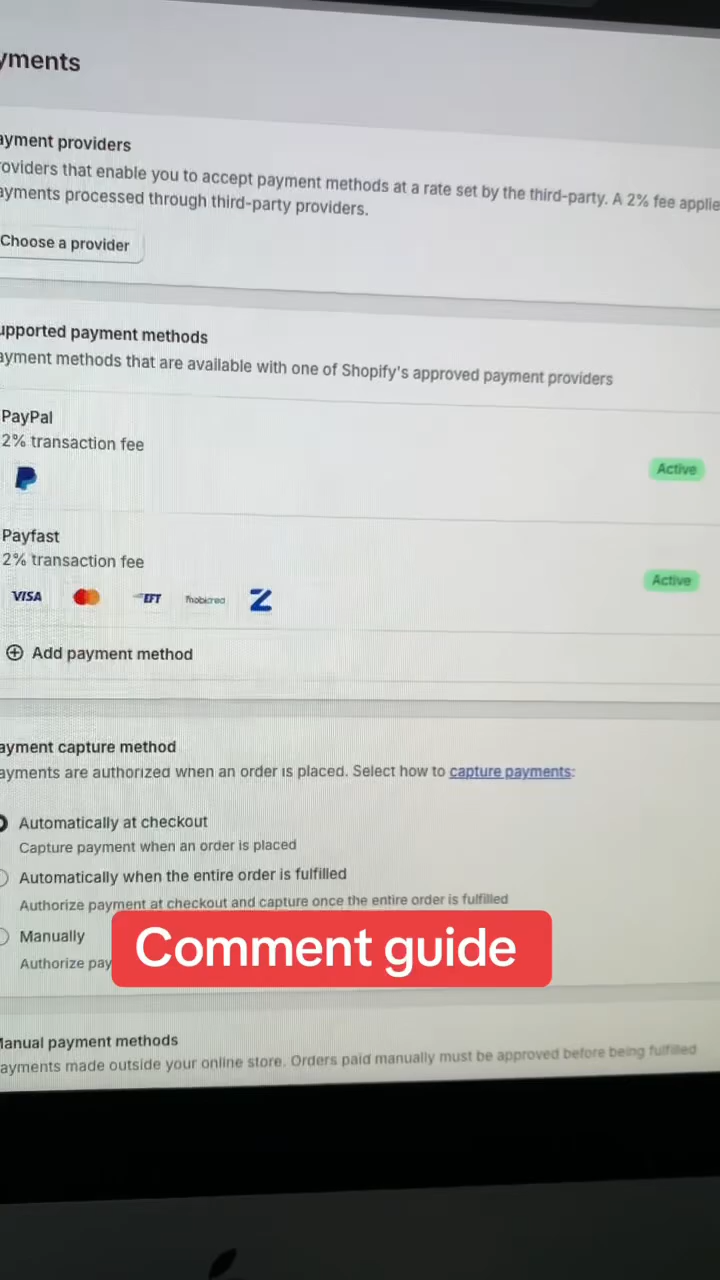 yments
ayment providers
oviders that enable you to accept payment methods at a rate set by the third-party. A 2% fee applie
ayments processed through third-party providers.
Choose a provider
upported payment methods
ayment methods that are available with one of Shopify's approved payment providers
PayPal
2% transaction fee
Active
Payfast
2% transaction fee
Active
VISA EFT mobicred
Add payment method
ayment capture method
ayments are authorized when an order is placed. Select how to capture payments:
Automatically at checkout
Capture payment when an order is placed
Automatically when the entire order is fulfilled
Authorize payment at checkout and capture once the entire order is fulfilled
Manually
Authorize pay
Comment guide
Manual payment methods
ayments made outside your online store. Orders paid manually must be approved before being fulfilled